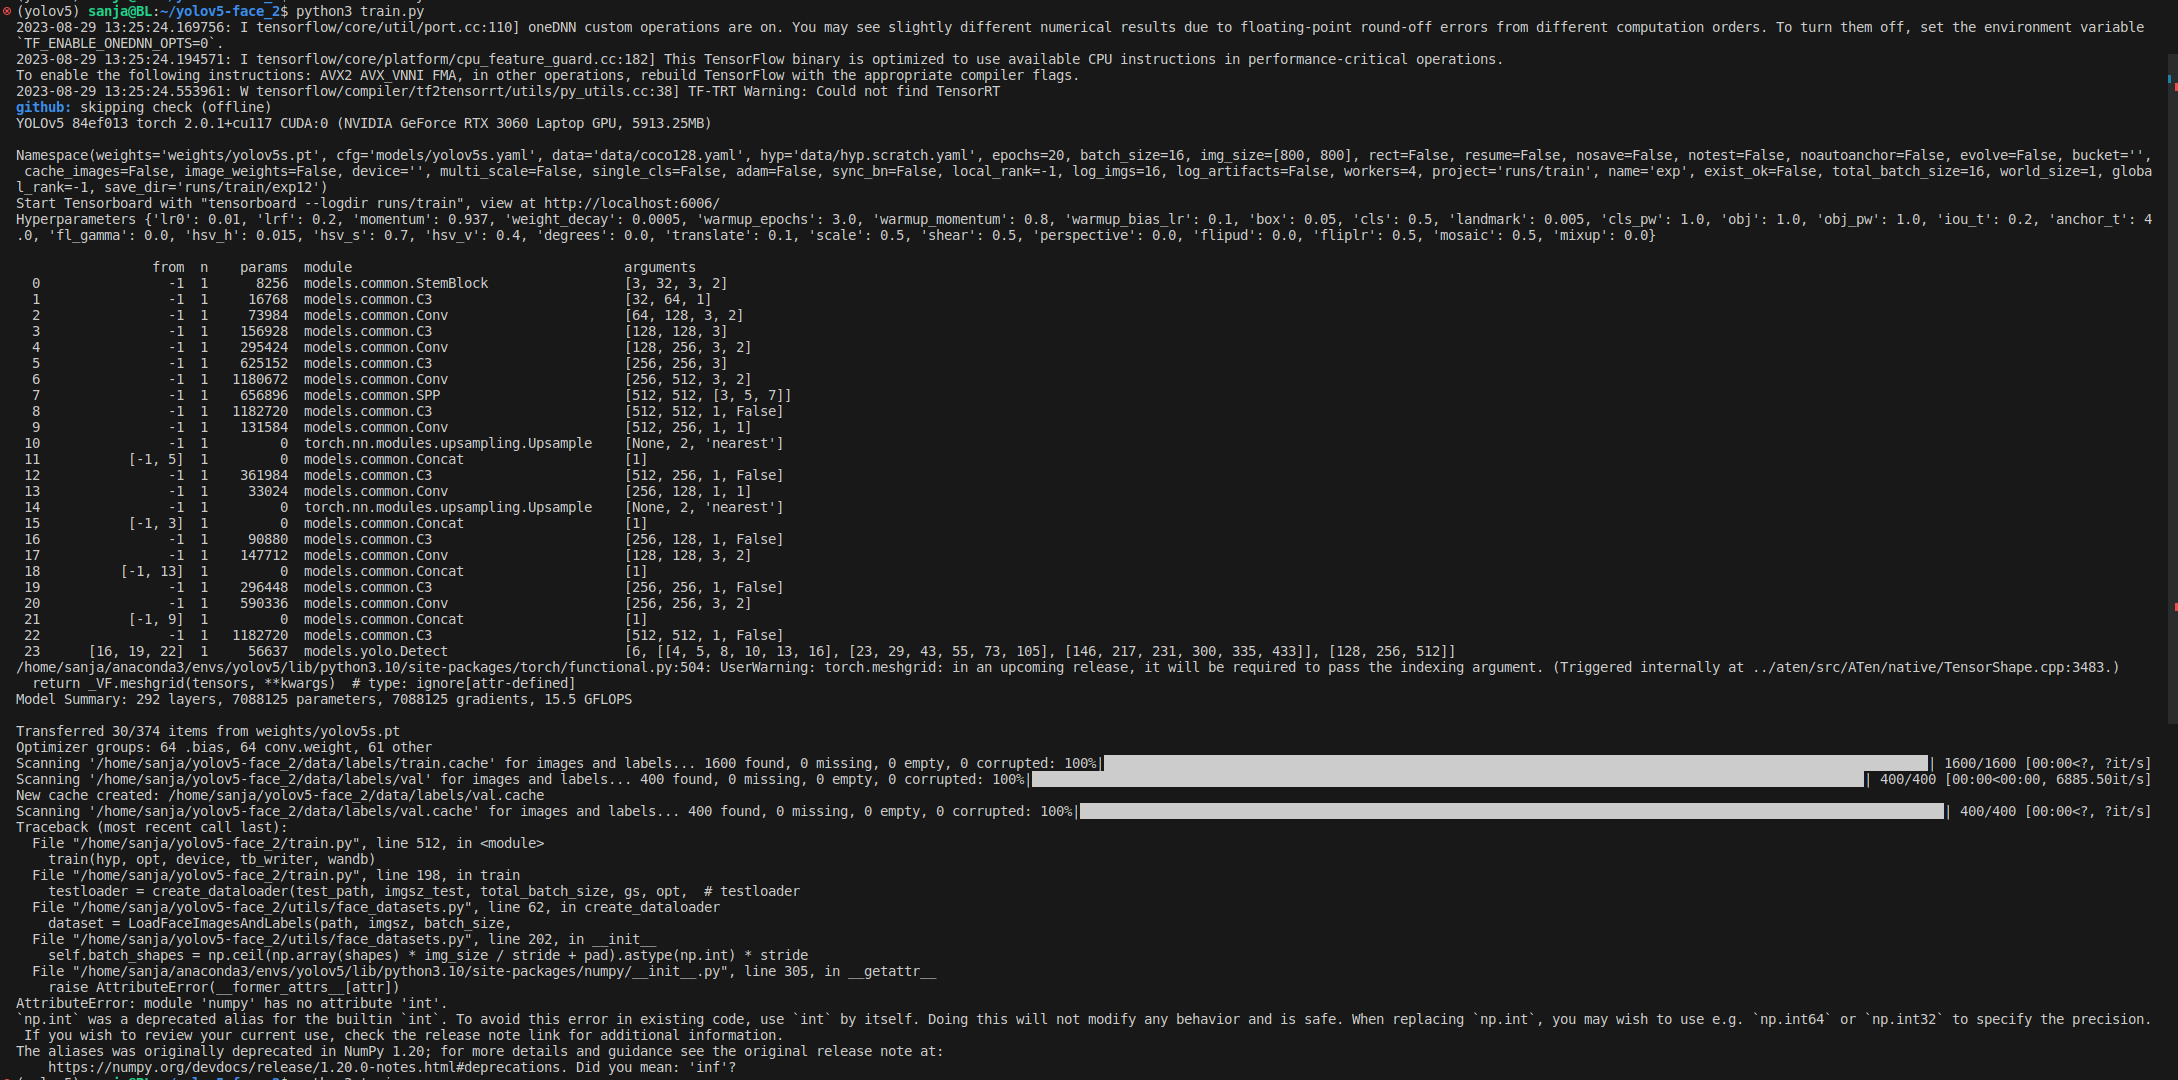 (yolov5) sanja@BL:~/yolov5-face_2$ python3 train.py
2023-08-29 13:25:24.169756: I tensorflow/core/util/port.cc:110] oneDNN custom operations are on. You may see slightly different numerical results due to floating-point round-off errors from different computation orders. To turn them off, set the environment variable
`TF_ENABLE_ONEDNN_OPTS=0`.
2023-08-29 13:25:24.194571: I tensorflow/core/platform/cpu_feature_guard.cc:182] This TensorFlow binary is optimized to use available CPU instructions in performance-critical operations.
To enable the following instructions: AVX2 AVX_VNNI FMA, in other operations, rebuild TensorFlow with the appropriate compiler flags.
2023-08-29 13:25:24.553961: W tensorflow/compiler/tf2tensorrt/utils/py_utils.cc:38] TF-TRT Warning: Could not find TensorRT
github: skipping check (offline)
YOLOv5 84ef013 torch 2.0.1+cu117 CUDA:0 (NVIDIA GeForce RTX 3060 Laptop GPU, 5913.25MB)
Namespace(weights='weights/yolov5s.pt', cfg='models/yolov5s.yaml', data='data/coco128.yaml', hyp='data/hyp.scratch.yaml', epochs=20, batch_size=16, img_size=[800, 800], rect=False, resume=False, nosave=False, notest=False, noautoanchor=False, evolve=False, bucket='',
cache_images=False, image_weights=False, device='', multi_scale=False, single_cls=False, adam=False, sync_bn=False, local_rank=-1, log_imgs=16, log_artifacts=False, workers=4, project='runs/train', name='exp', exist_ok=False, total_batch_size=16, world_size=1, globa
l_rank=-1, save_dir='runs/train/exp12')
Start Tensorboard with "tensorboard --logdir runs/train", view at http://localhost:6006/
Hyperparameters {'lr0': 0.01, 'lrf': 0.2, 'momentum': 0.937, 'weight_decay': 0.0005, 'warmup_epochs': 3.0, 'warmup_momentum': 0.8, 'warmup_bias_lr': 0.1, 'box': 0.05, 'cls': 0.5, 'landmark': 0.005, 'cls_pw': 1.0, 'obj': 1.0, 'obj_pw': 1.0, 'iou_t': 0.2, 'anchor_t': 4
.0, 'fl_gamma': 0.0, 'hsv_h': 0.015, 'hsv_s': 0.7, 'hsv_v': 0.4, 'degrees': 0.0, 'translate': 0.1, 'scale': 0.5, 'shear': 0.5, 'perspective': 0.0, 'flipud': 0.0, 'fliplr': 0.5, 'mosaic': 0.5, 'mixup': 0.0}
from n params module arguments
0 -1 1 8256 models.common.StemBlock [3, 32, 3, 2]
1 -1 1 16768 models.common.C3 [32, 64, 1]
2 -1 1 73984 models.common.Conv [64, 128, 3, 2]
3 -1 1 156928 models.common.C3 [128, 128, 3]
4 -1 1 295424 models.common.Conv [128, 256, 3, 2]
5 -1 1 625152 models.common.C3 [256, 256, 3]
6 -1 1 1180672 models.common.Conv [256, 512, 3, 2]
7 -1 1 656896 models.common.SPP [512, 512, [3, 5, 7]]
8 -1 1 1182720 models.common.C3 [512, 512, 1, False]
9 -1 1 131584 models.common.Conv [512, 256, 1, 1]
10 -1 1 0 torch.nn.modules.upsampling.Upsample [None, 2, 'nearest']
11 [-1, 5] 1 0 models.common.Concat [1]
12 -1 1 361984 models.common.C3 [512, 256, 1, False]
13 -1 1 33024 models.common.Conv [256, 128, 1, 1]
14 -1 1 0 torch.nn.modules.upsampling.Upsample [None, 2, 'nearest']
15 [-1, 3] 1 0 models.common.Concat [1]
16 -1 1 90880 models.common.C3 [256, 128, 1, False]
17 -1 1 147712 models.common.Conv [128, 128, 3, 2]
18 [-1, 13] 1 0 models.common.Concat [1]
19 -1 1 296448 models.common.C3 [256, 256, 1, False]
20 -1 1 590336 models.common.Conv [256, 256, 3, 2]
21 [-1, 9] 1 0 models.common.Concat [1]
22 -1 1 1182720 models.common.C3 [512, 512, 1, False]
23 [16, 19, 22] 1 56637 models.yolo.Detect [6, [[4, 5, 8, 10, 13, 16], [23, 29, 43, 55, 73, 105], [146, 217, 231, 300, 335, 433]], [128, 256, 512]]
/home/sanja/anaconda3/envs/yolov5/lib/python3.10/site-packages/torch/functional.py:504: UserWarning: torch.meshgrid: in an upcoming release, it will be required to pass the indexing argument. (Triggered internally at ../aten/src/ATen/native/TensorShape.cpp:3483.)
return _VF.meshgrid(tensors, **kwargs)  # type: ignore[attr-defined]
Model Summary: 292 layers, 7088125 parameters, 7088125 gradients, 15.5 GFLOPS
Transferred 30/374 items from weights/yolov5s.pt
Optimizer groups: 64 .bias, 64 conv.weight, 61 other
Scanning '/home/sanja/yolov5-face_2/data/labels/train.cache' for images and labels... 1600 found, 0 missing, 0 empty, 0 corrupted: 100%| | 1600/1600 [00:00<?, ?it/s]
Scanning '/home/sanja/yolov5-face_2/data/labels/val' for images and labels... 400 found, 0 missing, 0 empty, 0 corrupted: 100%| | 400/400 [00:00<00:00, 6885.50it/s]
New cache created: /home/sanja/yolov5-face_2/data/labels/val.cache
Scanning '/home/sanja/yolov5-face_2/data/labels/val.cache' for images and labels... 400 found, 0 missing, 0 empty, 0 corrupted: 100%| | 400/400 [00:00<?, ?it/s]
Traceback (most recent call last):
File "/home/sanja/yolov5-face_2/train.py", line 512, in <module>
train(hyp, opt, device, tb_writer, wandb)
File "/home/sanja/yolov5-face_2/train.py", line 198, in train
testloader = create_dataloader(test_path, imgsz_test, total_batch_size, gs, opt,  # testloader
File "/home/sanja/yolov5-face_2/utils/face_datasets.py", line 62, in create_dataloader
dataset = LoadFaceImagesAndLabels(path, imgsz, batch_size,
File "/home/sanja/yolov5-face_2/utils/face_datasets.py", line 202, in __init__
self.batch_shapes = np.ceil(np.array(shapes) * img_size / stride + pad).astype(np.int) * stride
File "/home/sanja/anaconda3/envs/yolov5/lib/python3.10/site-packages/numpy/__init__.py", line 305, in __getattr__
raise AttributeError(__former_attrs__[attr])
AttributeError: module 'numpy' has no attribute 'int'.
`np.int` was a deprecated alias for the builtin `int`. To avoid this error in existing code, use `int` by itself. Doing this will not modify any behavior and is safe. When replacing `np.int`, you may wish to use e.g. `np.int64` or `np.int32` to specify the precision.
If you wish to review your current use, check the release note link for additional information.
The aliases was originally deprecated in NumPy 1.20; for more details and guidance see the original release note at:
https://numpy.org/devdocs/release/1.20.0-notes.html#deprecations. Did you mean: 'inf'?